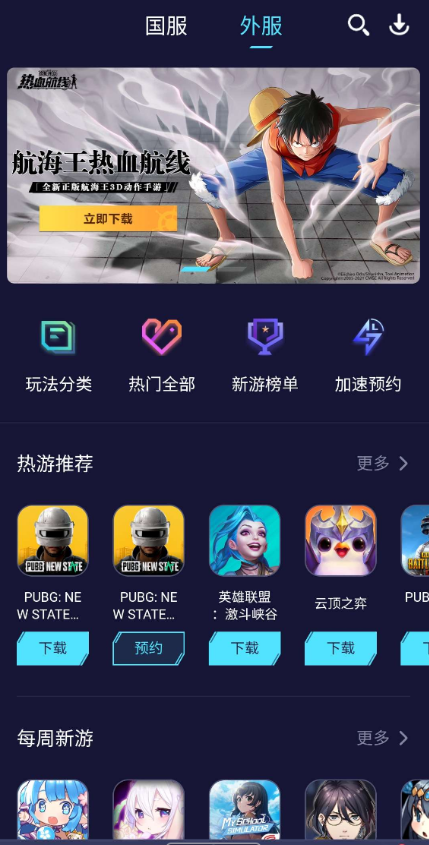 国服
外服
热血航线
航海王热血航线
全新正版航海王3D动作手游
立即下载
玩法分类
热门全部
新游榜单
加速预约
热游推荐
更多
PUBG NEW STATE
PUBG NEW STATE
PUBG: NE
W STATE...
下载
PUBG: NE
W STATE...
预约
英雄联盟
：激斗峡谷
下载
云顶之弈
下载
PUB
每周新游
更多
MY SCHOOL
SIMULATOR